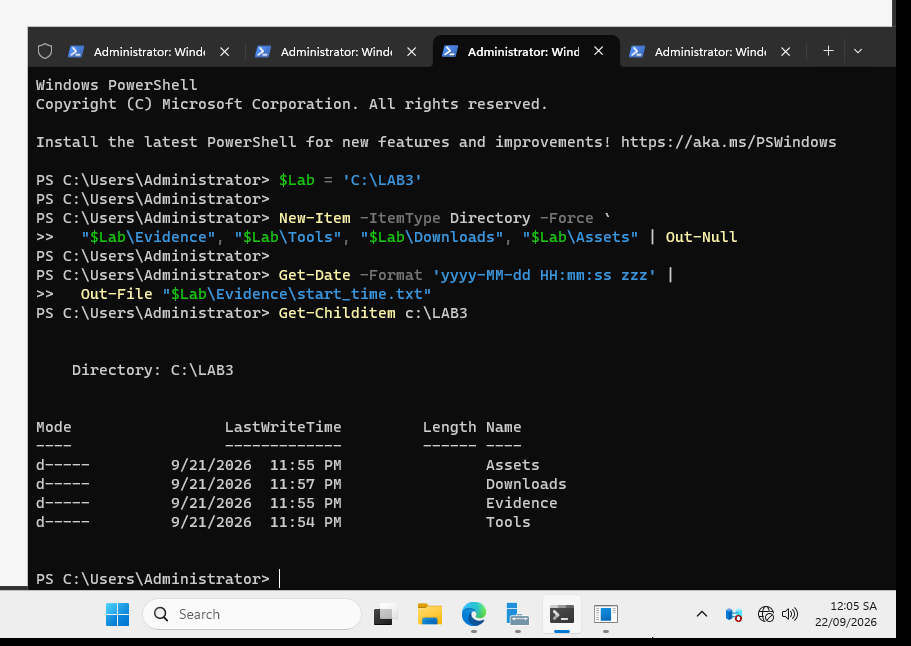 Administrator: Wind
Administrator: Wind
Administrator: Wind
Administrator: Wind
Windows PowerShell
Copyright (C) Microsoft Corporation. All rights reserved.
Install the latest PowerShell for new features and improvements! https://aka.ms/PSWindows
PS C:\Users\Administrator> $Lab = 'C:\LAB3'
PS C:\Users\Administrator>
PS C:\Users\Administrator> New-Item -ItemType Directory -Force `
>>   "$Lab\Evidence", "$Lab\Tools", "$Lab\Downloads", "$Lab\Assets" | Out-Null
PS C:\Users\Administrator>
PS C:\Users\Administrator> Get-Date -Format 'yyyy-MM-dd HH:mm:ss zzz' |
>>   Out-File "$Lab\Evidence\start_time.txt"
PS C:\Users\Administrator> Get-Childitem c:\LAB3
    Directory: C:\LAB3
Mode                 LastWriteTime         Length Name
----                 -------------         ------ ----
d-----         9/21/2026  11:55 PM                Assets
d-----         9/21/2026  11:57 PM                Downloads
d-----         9/21/2026  11:55 PM                Evidence
d-----         9/21/2026  11:54 PM                Tools
PS C:\Users\Administrator>
Search
12:05 SA
22/09/2026